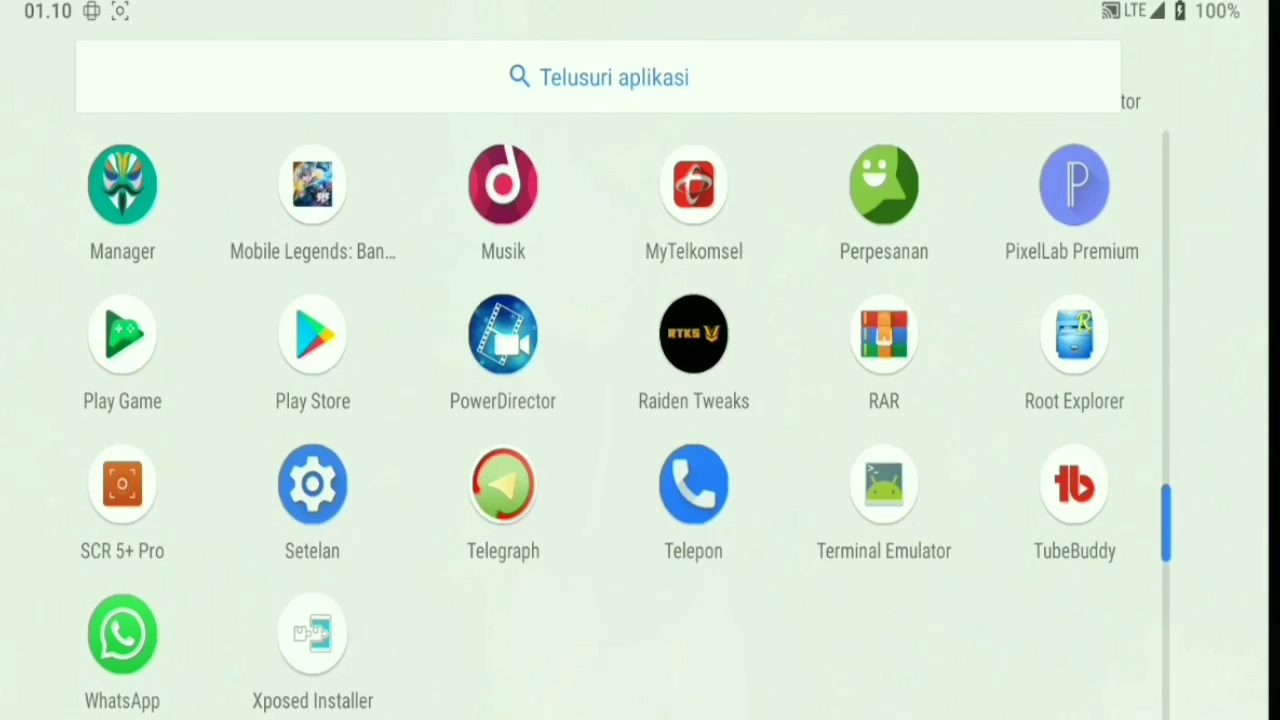 01.10 LTE 100%
Telusuri aplikasi
tor
Manager Mobile Legends: Ban... Musik MyTelkomsel Perpesanan PixelLab Premium
P
RTKS R
Play Game Play Store PowerDirector Raiden Tweaks RAR Root Explorer
>_ tb
SCR 5+ Pro Setelan Telegraph Telepon Terminal Emulator TubeBuddy
WhatsApp Xposed Installer